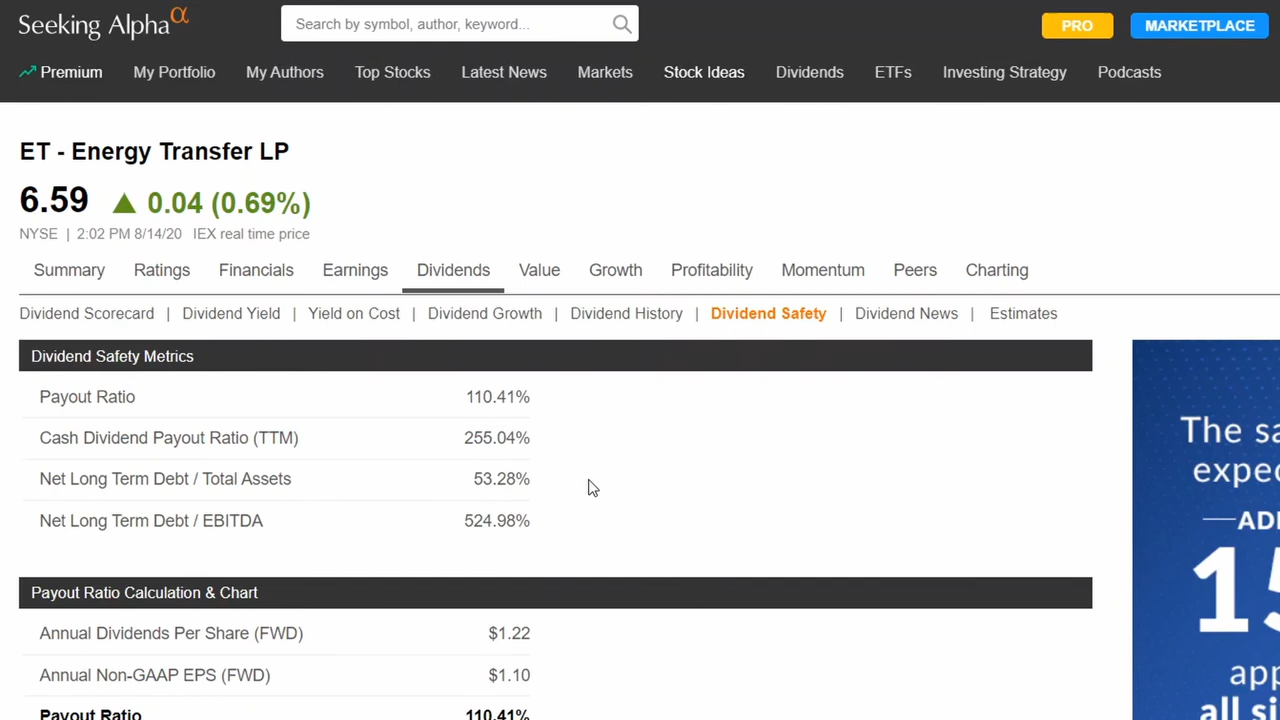 Seeking Alpha α
Search by symbol, author, keyword...
PRO
MARKETPLACE
Premium My Portfolio My Authors Top Stocks Latest News Markets Stock Ideas Dividends ETFs Investing Strategy Podcasts
ET - Energy Transfer LP
6.59 ▲ 0.04 (0.69%)
NYSE | 2:02 PM 8/14/20 IEX real time price
Summary Ratings Financials Earnings Dividends Value Growth Profitability Momentum Peers Charting
Dividend Scorecard | Dividend Yield | Yield on Cost | Dividend Growth | Dividend History | Dividend Safety | Dividend News | Estimates
Dividend Safety Metrics
Payout Ratio 110.41%
Cash Dividend Payout Ratio (TTM) 255.04%
Net Long Term Debt / Total Assets 53.28%
Net Long Term Debt / EBITDA 524.98%
Payout Ratio Calculation & Chart
Annual Dividends Per Share (FWD) $1.22
Annual Non-GAAP EPS (FWD) $1.10
Payout Ratio 110.41%
The